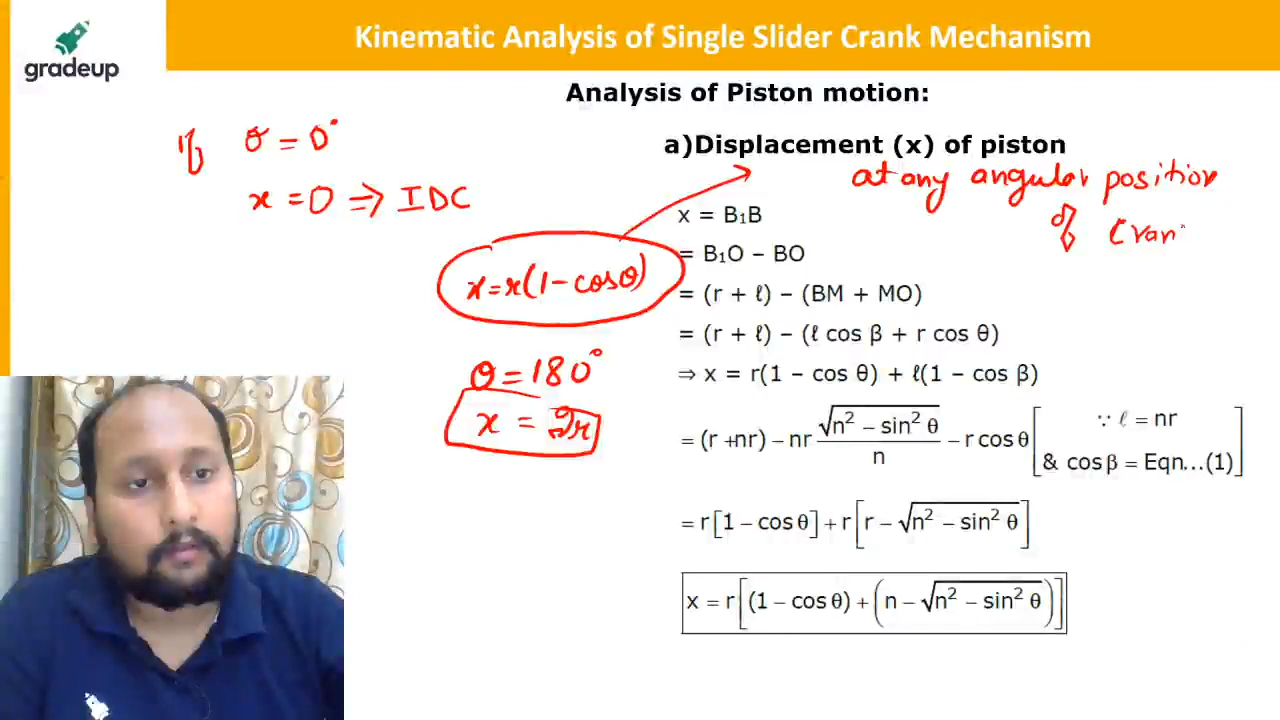 gradeup
Kinematic Analysis of Single Slider Crank Mechanism
Analysis of Piston motion:
If θ = 0°
x = 0 ⇒ IDC
a)Displacement (x) of piston
at any angular position
of Cran
x = B₁B
= B₁O – BO
x=r(1-cosθ)
= (r + ℓ) – (BM + MO)
= (r + ℓ) – (ℓ cos β + r cos θ)
θ = 180°
x = 2r
⇒ x = r(1 – cos θ) + ℓ(1 – cos β)
= (r +nr) – nr √(n² – sin² θ) / n – r cos θ [∵ ℓ = nr
& cos β = Eqn...(1)]
= r[1 – cos θ] + r[r – √(n² – sin² θ)]
x = r[(1 – cos θ) + (n – √(n² – sin² θ))]